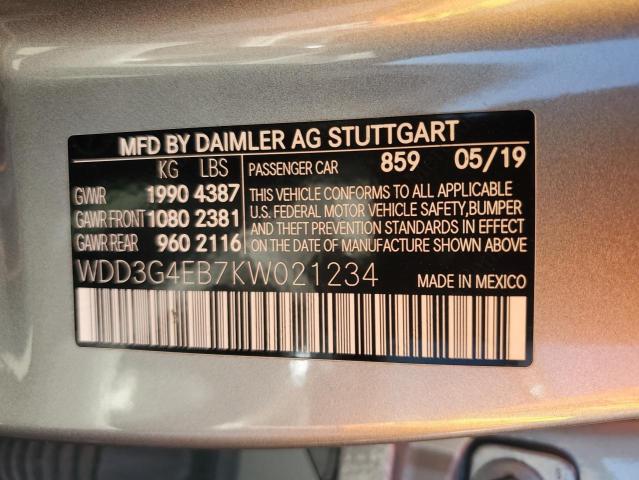 MFD BY DAIMLER AG STUTTGART
KG LBS PASSENGER CAR 859 05/19
GVWR 1990 4387
GAWR FRONT 1080 2381
GAWR REAR 960 2116
THIS VEHICLE CONFORMS TO ALL APPLICABLE
U.S. FEDERAL MOTOR VEHICLE SAFETY, BUMPER
AND THEFT PREVENTION STANDARDS IN EFFECT
ON DATE OF MANUFACTURE SHOWN ABOVE
WDD3G4EB7KW021234 MADE IN MEXICO